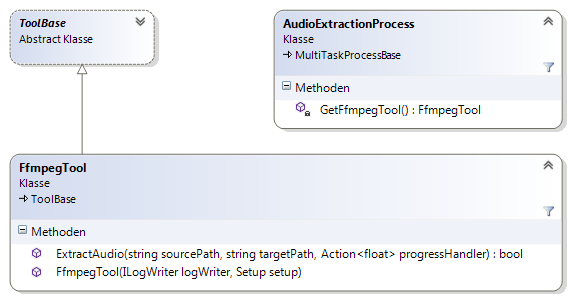 ToolBase
Abstract Klasse
AudioExtractionProcess
Klasse
MultiTaskProcessBase
Methoden
GetFfmpegTool() : FfmpegTool
FfmpegTool
Klasse
ToolBase
Methoden
ExtractAudio(string sourcePath, string targetPath, Action<float> progressHandler) : bool
FfmpegTool(ILogWriter logWriter, Setup setup)